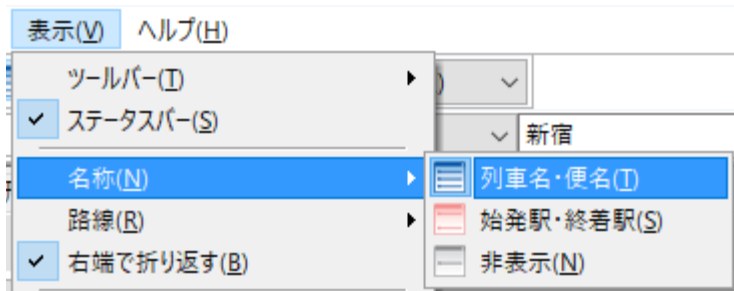 表示(V) ヘルプ(H)
ツールバー(T)
)
ステータスバー(S)
新宿
名称(N)
列車名・便名(T)
路線(R)
始発駅・終着駅(S)
右端で折り返す(B)
非表示(N)